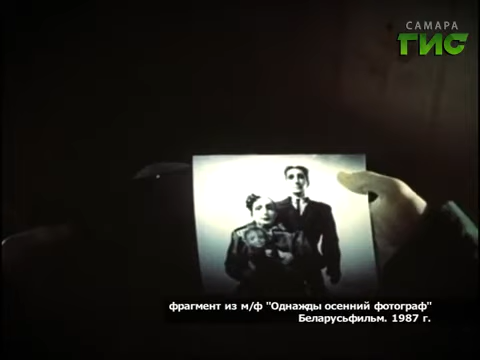 САМАРА
ГИС
фрагмент из м/ф "Однажды осенний фотограф"
Беларусьфильм. 1987 г.